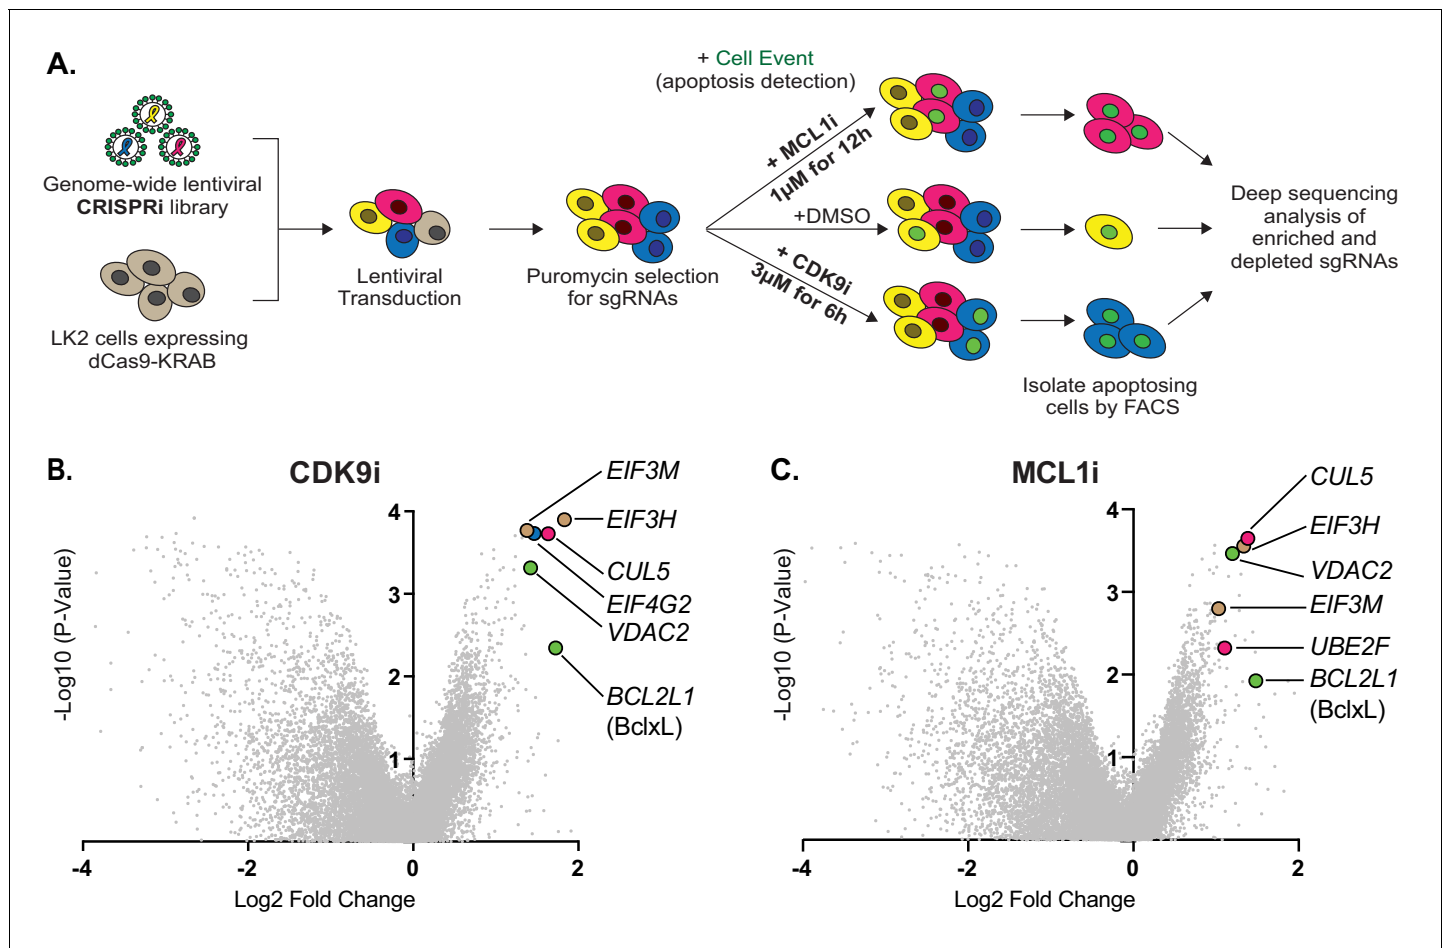 A.
+ Cell Event
(apoptosis detection)
Genome-wide lentiviral
CRISPRi library
LK2 cells expressing
dCas9-KRAB
Lentiviral
Transduction
Puromycin selection
for sgRNAs
+ MCL1i
1µM for 12h
+DMSO
+ CDK9i
3µM for 6h
Isolate apoptosing
cells by FACS
Deep sequencing
analysis of
enriched and
depleted sgRNAs
B.
CDK9i
-Log10 (P-Value)
4
3
2
1
-4
-2
0
2
Log2 Fold Change
EIF3M
EIF3H
CUL5
EIF4G2
VDAC2
BCL2L1
(BclxL)
C.
MCL1i
-Log10 (P-Value)
4
3
2
1
-4
-2
0
2
Log2 Fold Change
CUL5
EIF3H
VDAC2
EIF3M
UBE2F
BCL2L1
(BclxL)